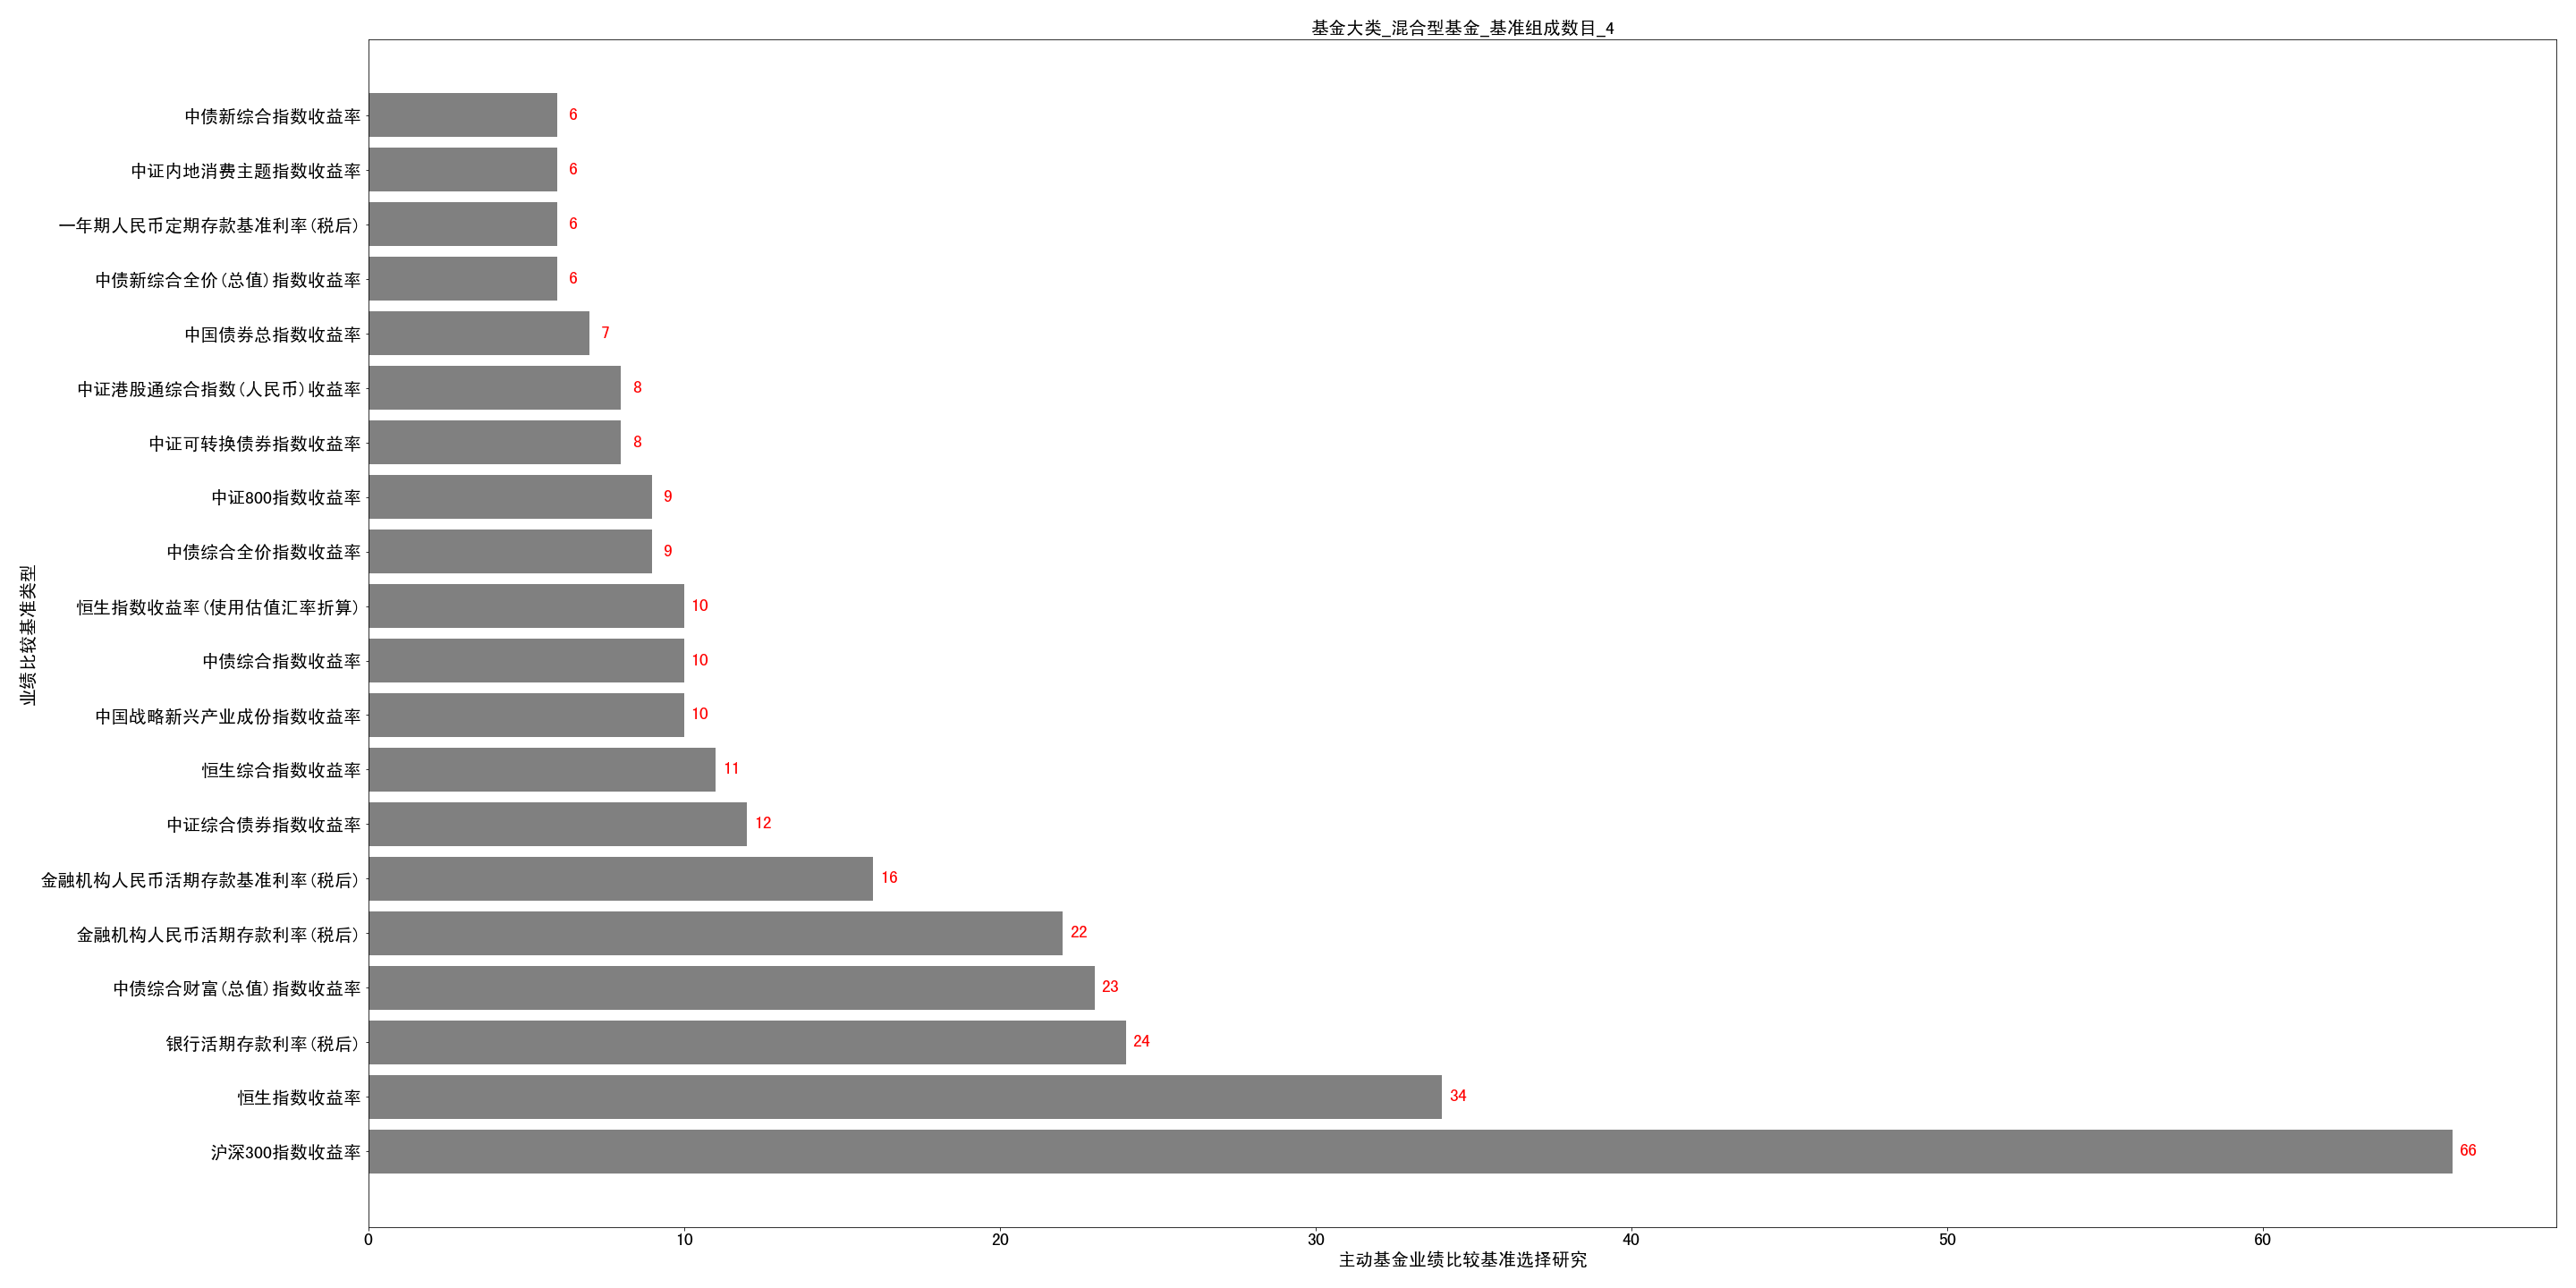 基金大类_混合型基金_基准组成数目_4
中债新综合指数收益率 6
中证内地消费主题指数收益率 6
一年期人民币定期存款基准利率(税后) 6
中债新综合全价(总值)指数收益率 6
中国债券总指数收益率 7
中证港股通综合指数(人民币)收益率 8
中证可转换债券指数收益率 8
中证800指数收益率 9
中债综合全价指数收益率 9
恒生指数收益率(使用估值汇率折算) 10
中债综合指数收益率 10
中国战略新兴产业成份指数收益率 10
恒生综合指数收益率 11
中证综合债券指数收益率 12
金融机构人民币活期存款基准利率(税后) 16
金融机构人民币活期存款利率(税后) 22
中债综合财富(总值)指数收益率 23
银行活期存款利率(税后) 24
恒生指数收益率 34
沪深300指数收益率 66
业绩比较基准类型
0 10 20 30 40 50 60
主动基金业绩比较基准选择研究